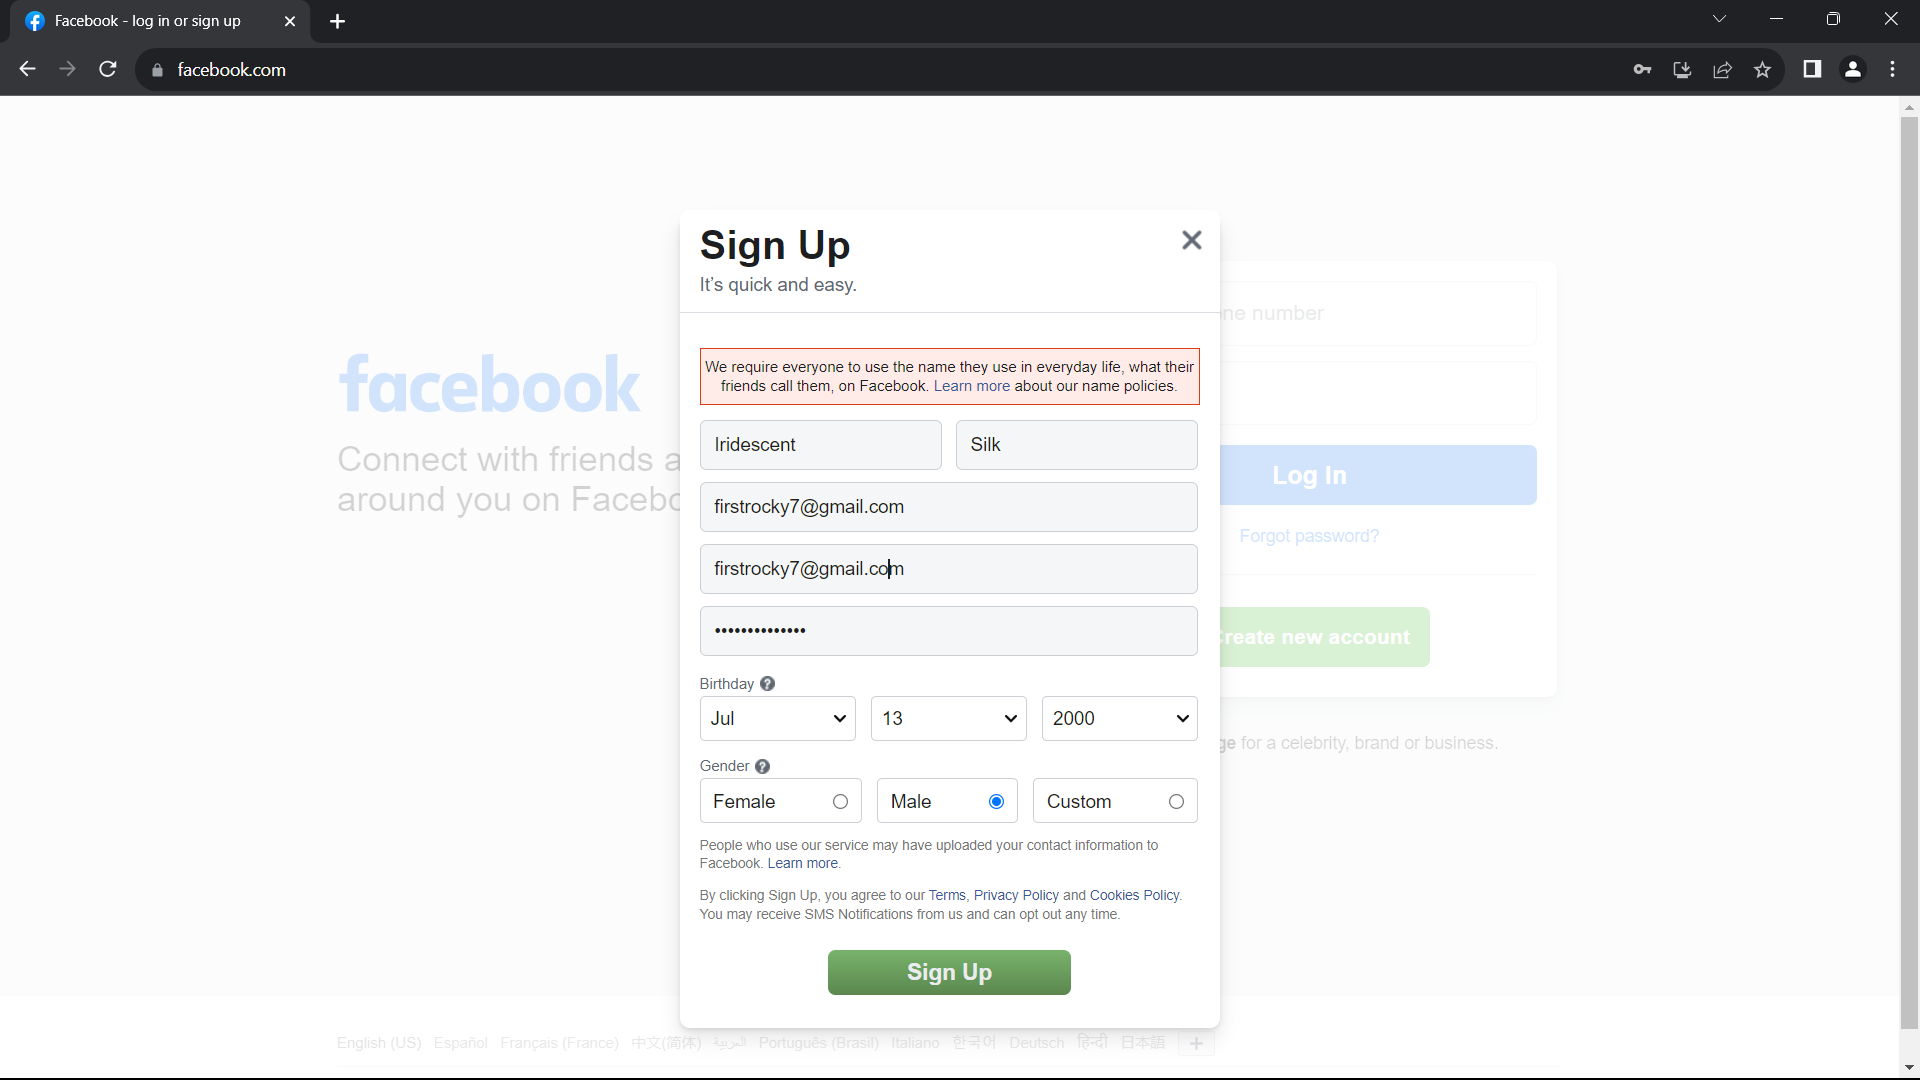 Facebook - log in or sign up
facebook.com
facebook
Connect with friends a
around you on Facebo
Sign Up
It's quick and easy.
We require everyone to use the name they use in everyday life, what their
friends call them, on Facebook. Learn more about our name policies.
Iridescent
Silk
firstrocky7@gmail.com
firstrocky7@gmail.com
••••••••••••••
Birthday
Jul
13
2000
Gender
Female
Male
Custom
People who use our service may have uploaded your contact information to
Facebook. Learn more.
By clicking Sign Up, you agree to our Terms, Privacy Policy and Cookies Policy.
You may receive SMS Notifications from us and can opt out any time.
Sign Up
ne number
Log In
Forgot password?
Create new account
ge for a celebrity, brand or business.
English (US) Español Français (France) 中文(简体) العربية Português (Brasil) Italiano 한국어 Deutsch हिन्दी 日本語 +